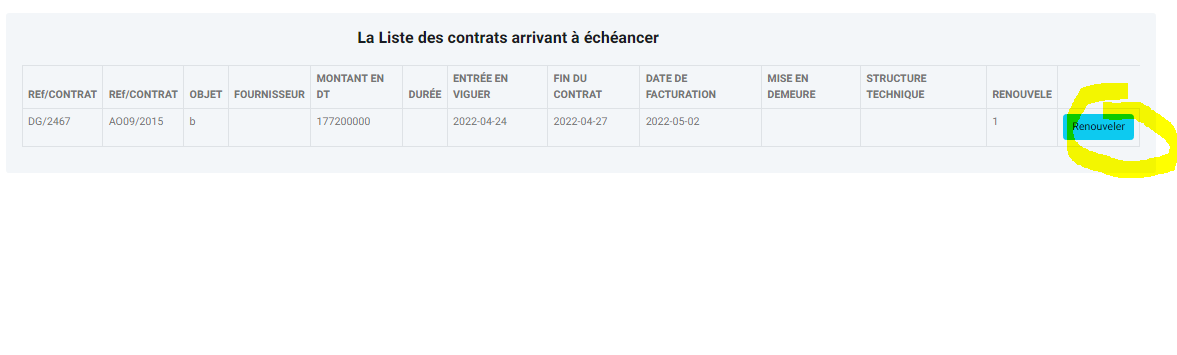 La Liste des contrats arrivant à échéancer
REf/CONTRAT REf/CONTRAT OBJET FOURNISSEUR MONTANT EN DT DURÉE ENTRÉE EN VIGUER FIN DU CONTRAT DATE DE FACTURATION MISE EN DEMEURE STRUCTURE TECHNIQUE RENOUVELE
DG/2467 AO09/2015 b 177200000 2022-04-24 2022-04-27 2022-05-02 1 Renouveler